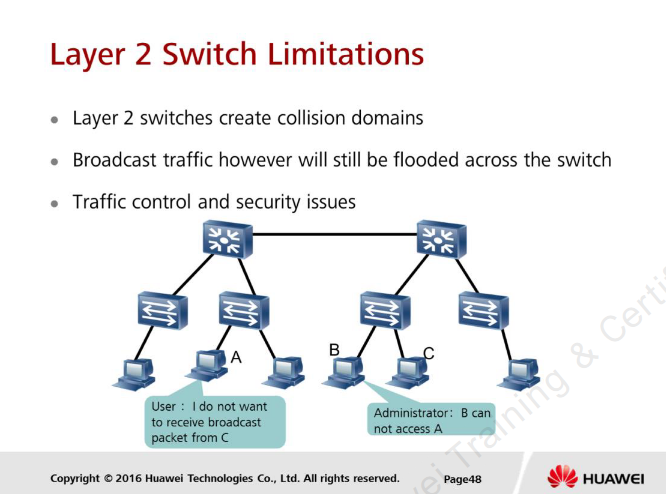 Layer 2 Switch Limitations
Layer 2 switches create collision domains
Broadcast traffic however will still be flooded across the switch
Traffic control and security issues
A
B
C
User : I do not want
to receive broadcast
packet from C
Administrator: B can
not access A
Training & Certi
Copyright © 2016 Huawei Technologies Co., Ltd. All rights reserved.
Page48
HUAWEI